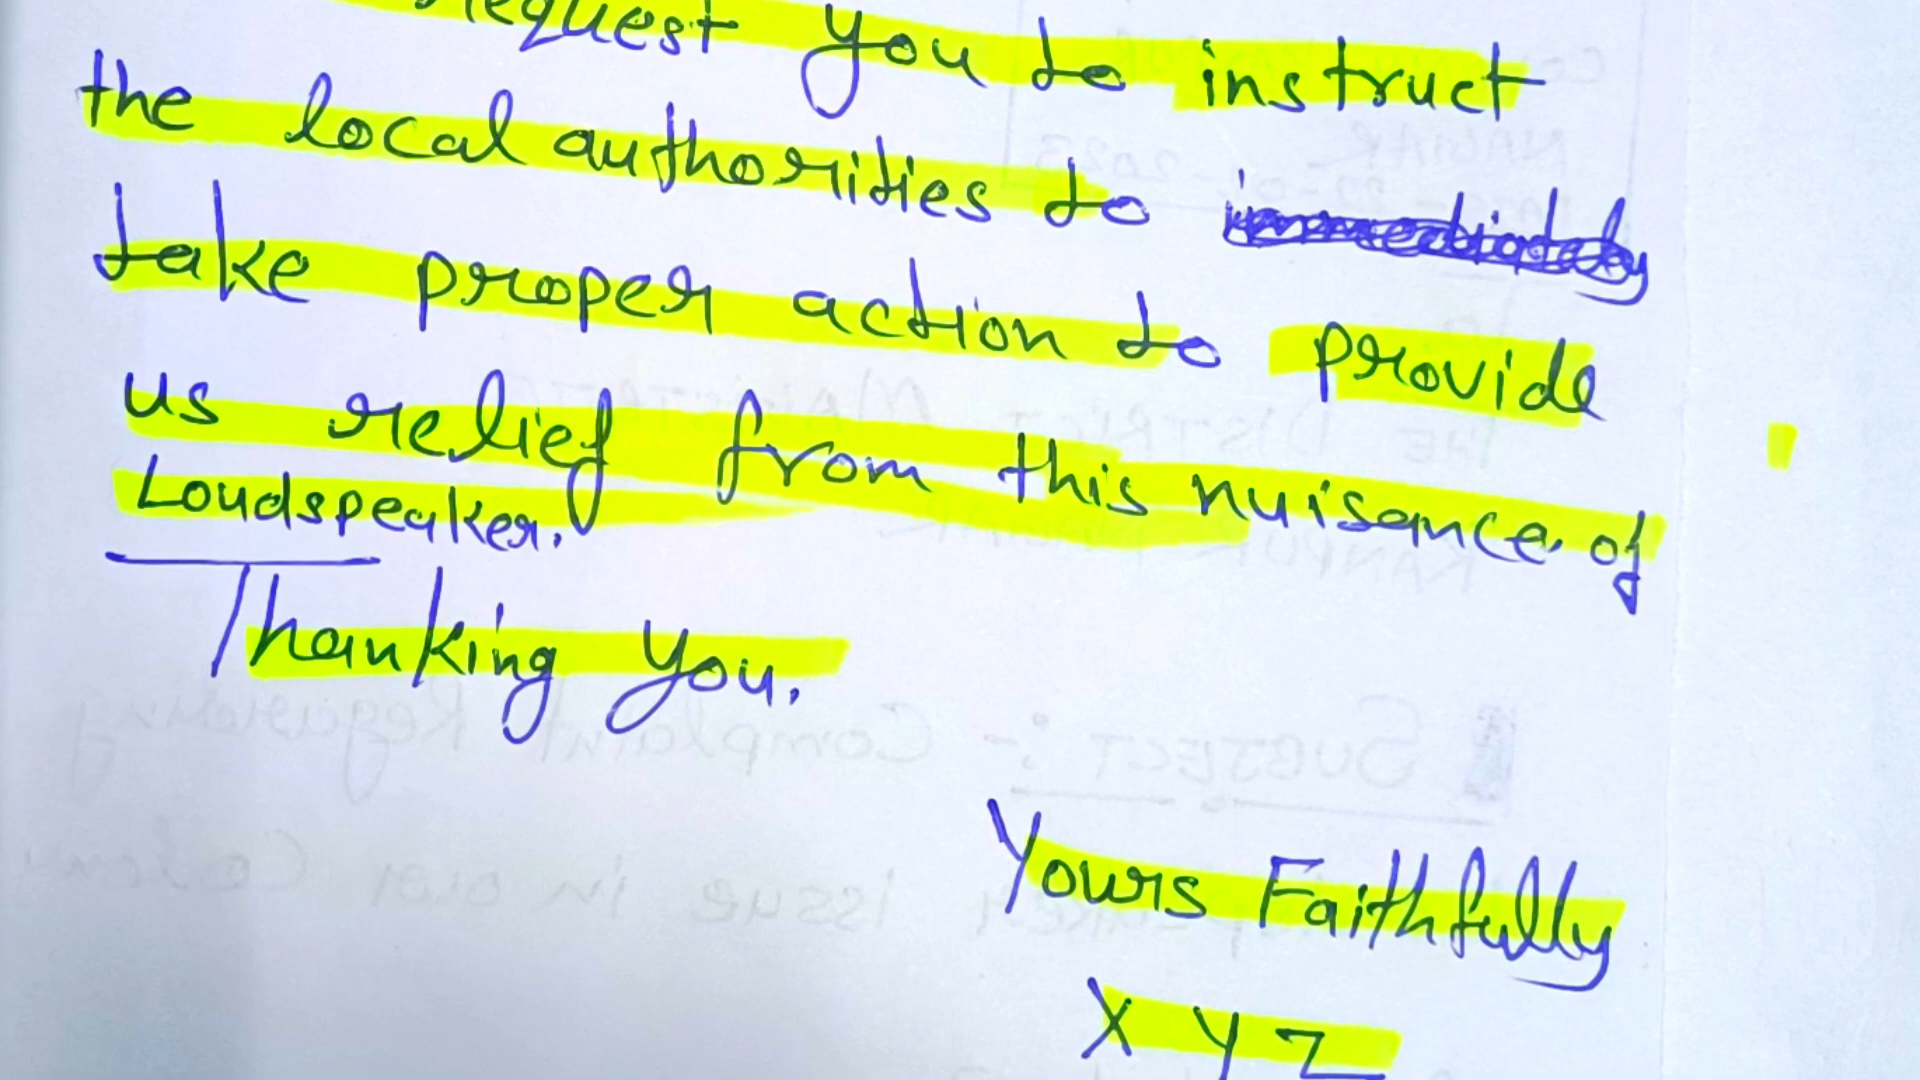 request you to instruct
the local authorities to immediately
take proper action to provide
us relief from this nuisance of
Loudspeaker.
Thanking you.
Yours Faithfully
X Y Z